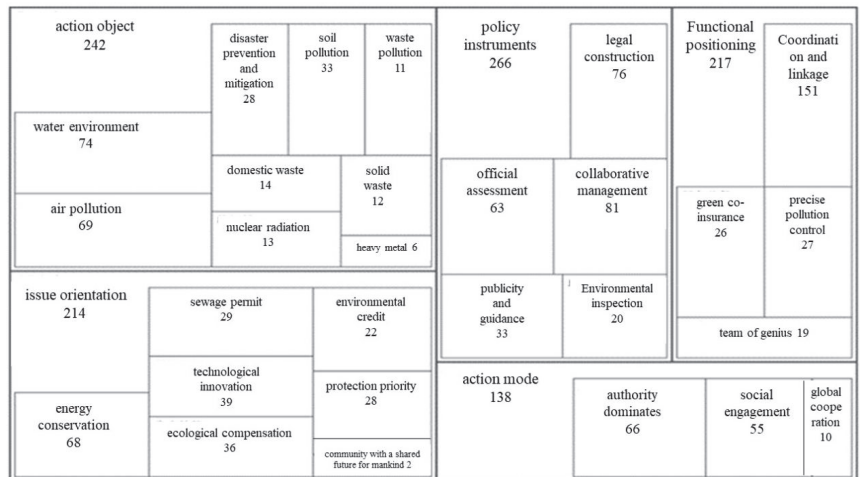 action object
242
disaster
prevention
and
mitigation
28
soil
pollution
33
waste
pollution
11
water environment
74
air pollution
69
domestic waste
14
solid
waste
12
nuclear radiation
13
heavy metal 6
policy
instruments
266
legal
construction
76
official
assessment
63
collaborative
management
81
publicity
and
guidance
33
Environmental
inspection
20
Functional
positioning
217
Coordinati
on and
linkage
151
green co-
insurance
26
precise
pollution
control
27
team of genius 19
issue orientation
214
sewage permit
29
environmental
credit
22
technological
innovation
39
protection priority
28
energy
conservation
68
ecological compensation
36
community with a shared
future for mankind 2
action mode
138
authority
dominates
66
social
engagement
55
global
coope
ration
10